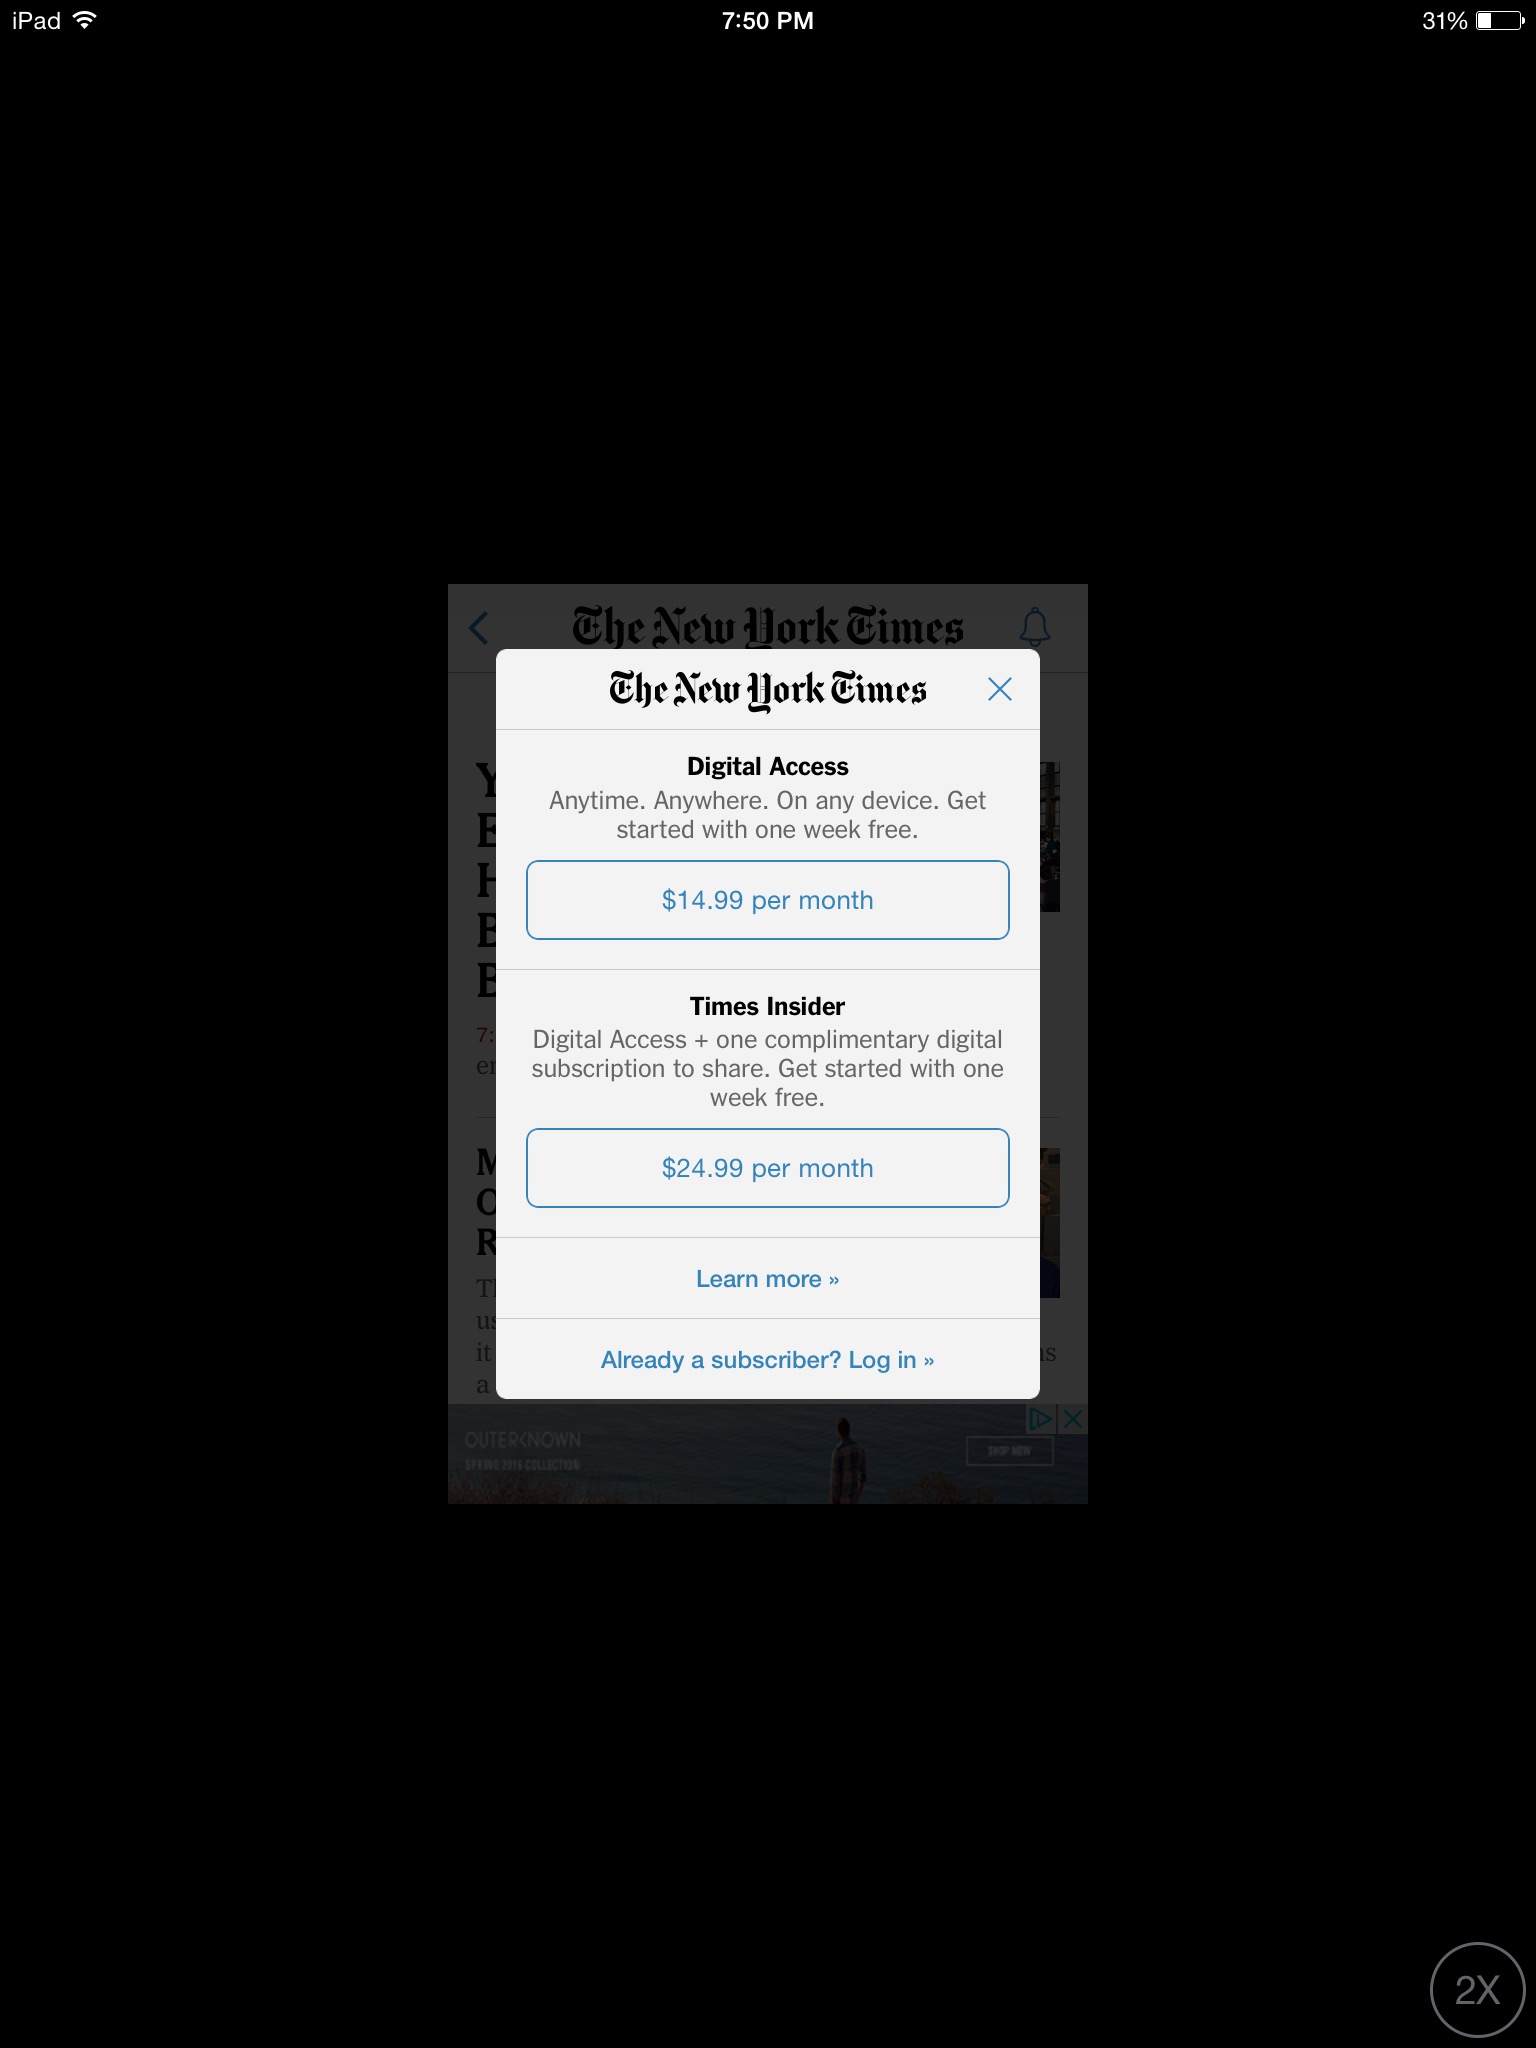 iPad
7:50 PM
31%
The New York Times
The New York Times
Digital Access
Anytime. Anywhere. On any device. Get
started with one week free.
$14.99 per month
Times Insider
Digital Access + one complimentary digital
subscription to share. Get started with one
week free.
$24.99 per month
Learn more »
Already a subscriber? Log in »
it
a
OUTERKNOWN
SPRING 2016 COLLECTION
SHOP NOW
2X